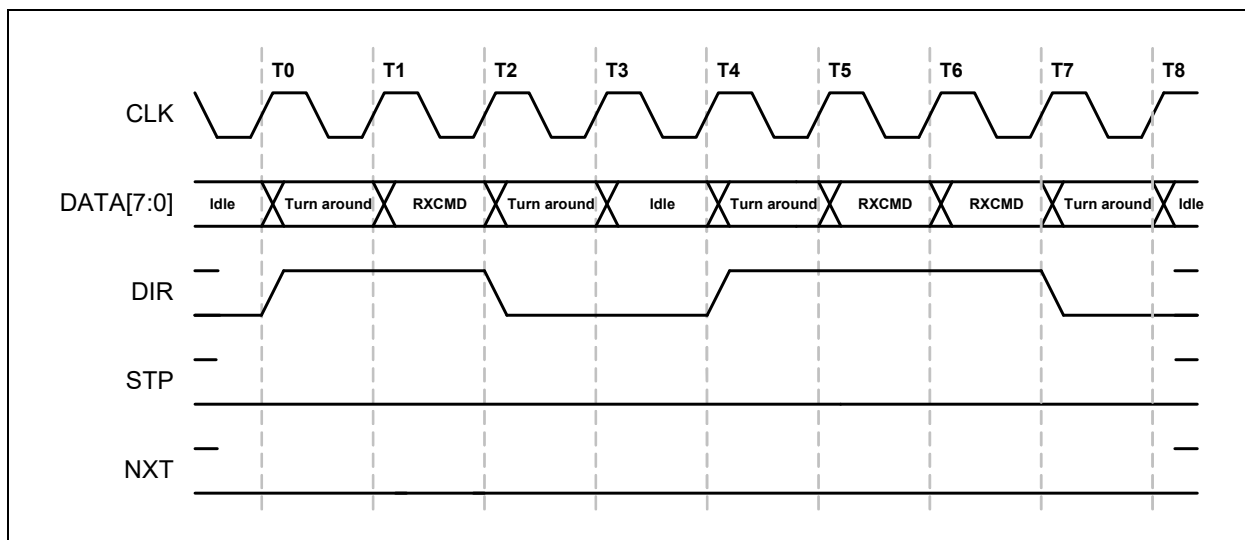 T0 T1 T2 T3 T4 T5 T6 T7 T8
CLK
DATA[7:0] Idle Turn around RXCMD Turn around Idle Turn around RXCMD RXCMD Turn around Idle
DIR
STP
NXT